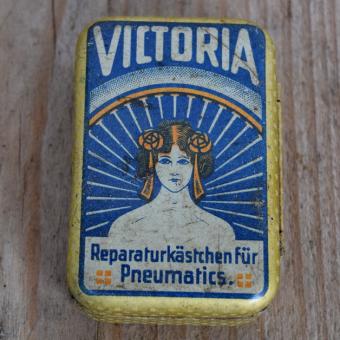 VICTORIA
Reparaturkästchen für
Pneumatics.